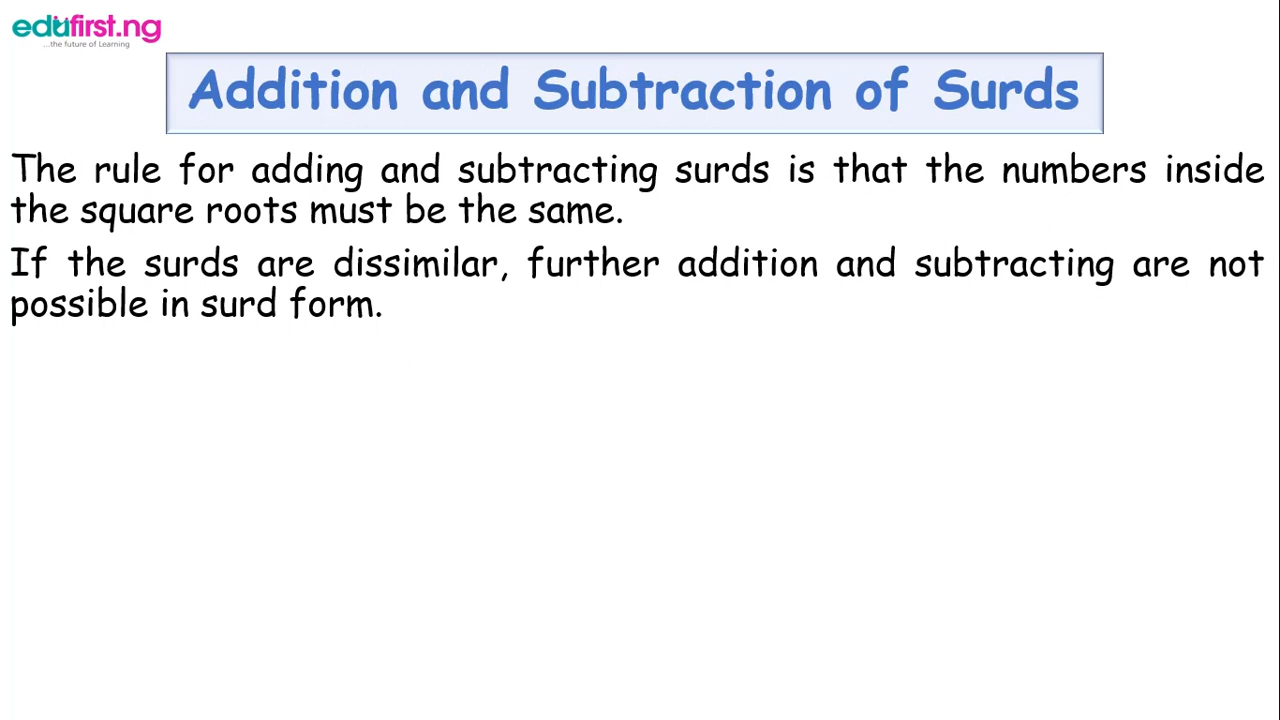 edufirst.ng
...the future of Learning
Addition and Subtraction of Surds
The rule for adding and subtracting surds is that the numbers inside
the square roots must be the same.
If the surds are dissimilar, further addition and subtracting are not
possible in surd form.